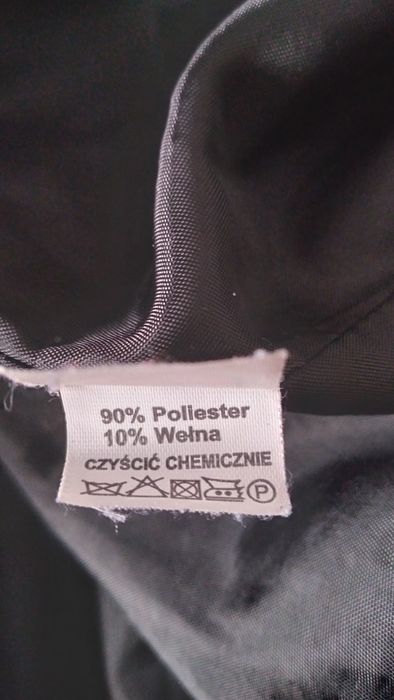 90% Poliester
10% Wełna
CZYŚCIĆ CHEMICZNIE
P